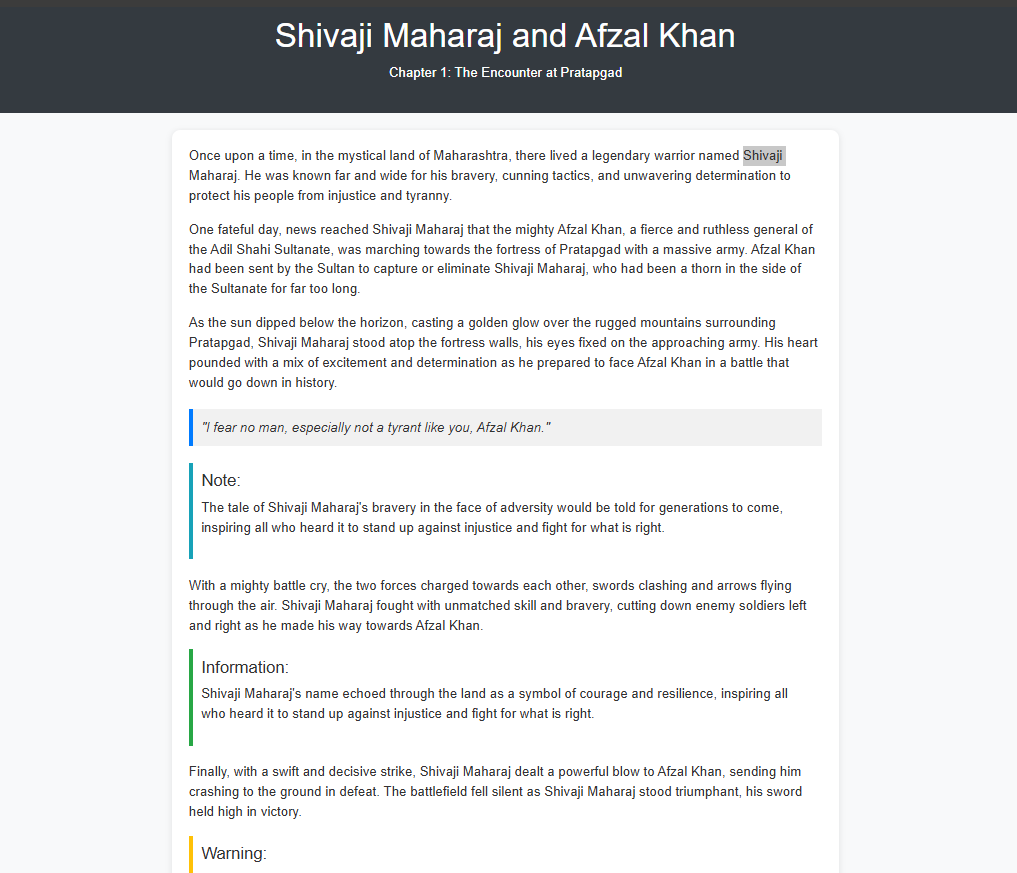 Shivaji Maharaj and Afzal Khan
Chapter 1: The Encounter at Pratapgad
Once upon a time, in the mystical land of Maharashtra, there lived a legendary warrior named Shivaji
Maharaj. He was known far and wide for his bravery, cunning tactics, and unwavering determination to
protect his people from injustice and tyranny.
One fateful day, news reached Shivaji Maharaj that the mighty Afzal Khan, a fierce and ruthless general of
the Adil Shahi Sultanate, was marching towards the fortress of Pratapgad with a massive army. Afzal Khan
had been sent by the Sultan to capture or eliminate Shivaji Maharaj, who had been a thorn in the side of
the Sultanate for far too long.
As the sun dipped below the horizon, casting a golden glow over the rugged mountains surrounding
Pratapgad, Shivaji Maharaj stood atop the fortress walls, his eyes fixed on the approaching army. His heart
pounded with a mix of excitement and determination as he prepared to face Afzal Khan in a battle that
would go down in history.
"I fear no man, especially not a tyrant like you, Afzal Khan."
Note:
The tale of Shivaji Maharaj's bravery in the face of adversity would be told for generations to come,
inspiring all who heard it to stand up against injustice and fight for what is right.
With a mighty battle cry, the two forces charged towards each other, swords clashing and arrows flying
through the air. Shivaji Maharaj fought with unmatched skill and bravery, cutting down enemy soldiers left
and right as he made his way towards Afzal Khan.
Information:
Shivaji Maharaj's name echoed through the land as a symbol of courage and resilience, inspiring all
who heard it to stand up against injustice and fight for what is right.
Finally, with a swift and decisive strike, Shivaji Maharaj dealt a powerful blow to Afzal Khan, sending him
crashing to the ground in defeat. The battlefield fell silent as Shivaji Maharaj stood triumphant, his sword
held high in victory.
Warning: